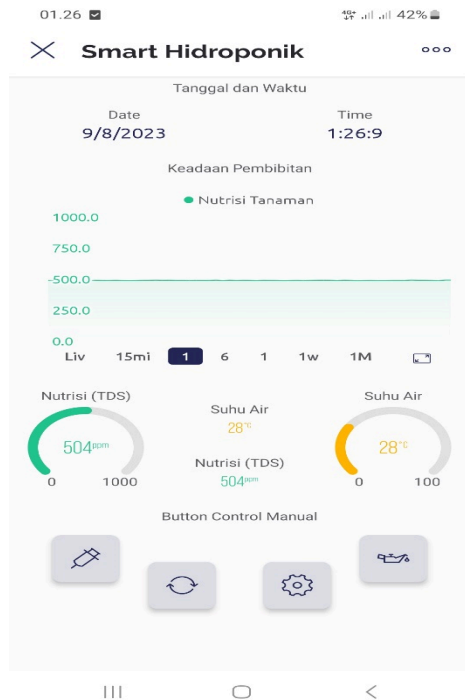 01.26 42%
Smart Hidroponik
Tanggal dan Waktu
Date Time
9/8/2023 1:26:9
Keadaan Pembibitan
Nutrisi Tanaman
1000.0
750.0
500.0
250.0
0.0
Liv 15mi 1 6 1 1w 1M
Nutrisi (TDS)
504ppm
0 1000
Suhu Air
28°C
Nutrisi (TDS)
504ppm
Suhu Air
28°C
0 100
Button Control Manual